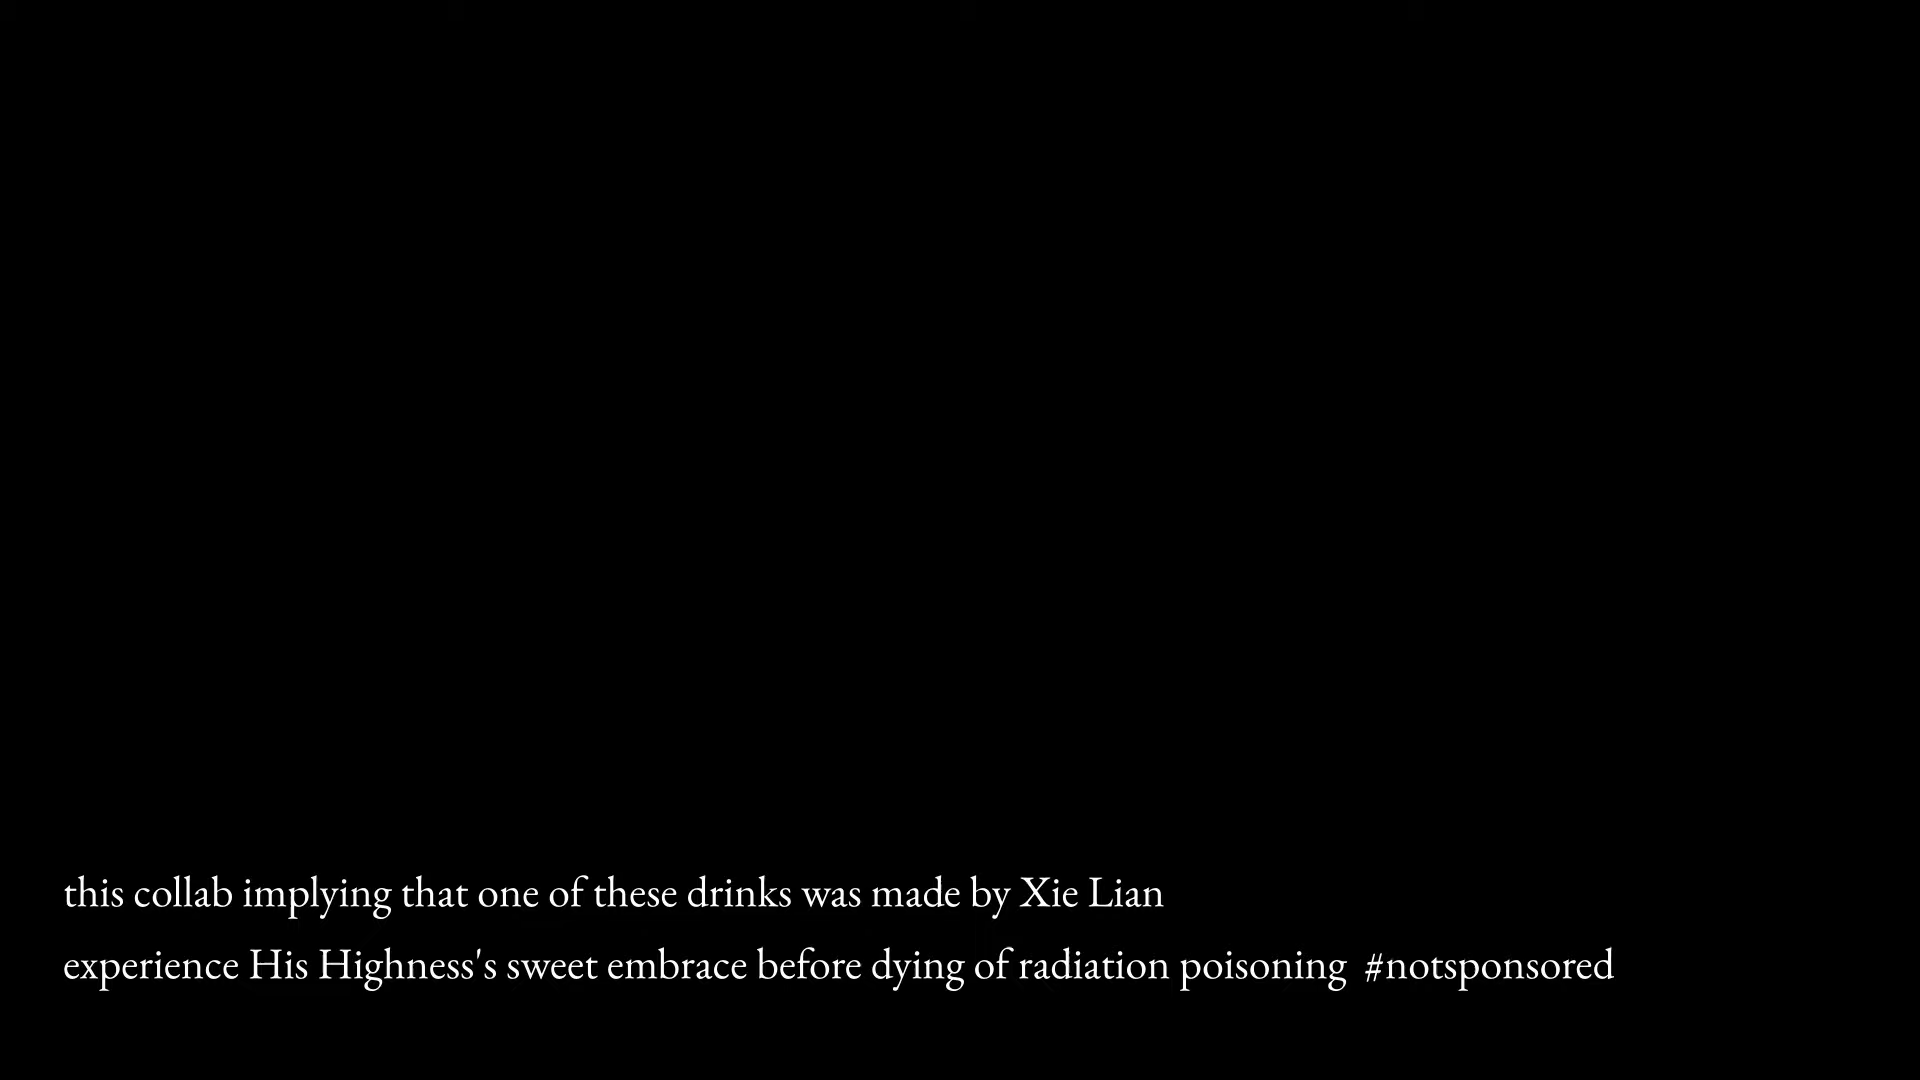 this collab implying that one of these drinks was made by Xie Lian
experience His Highness's sweet embrace before dying of radiation poisoning #notsponsored